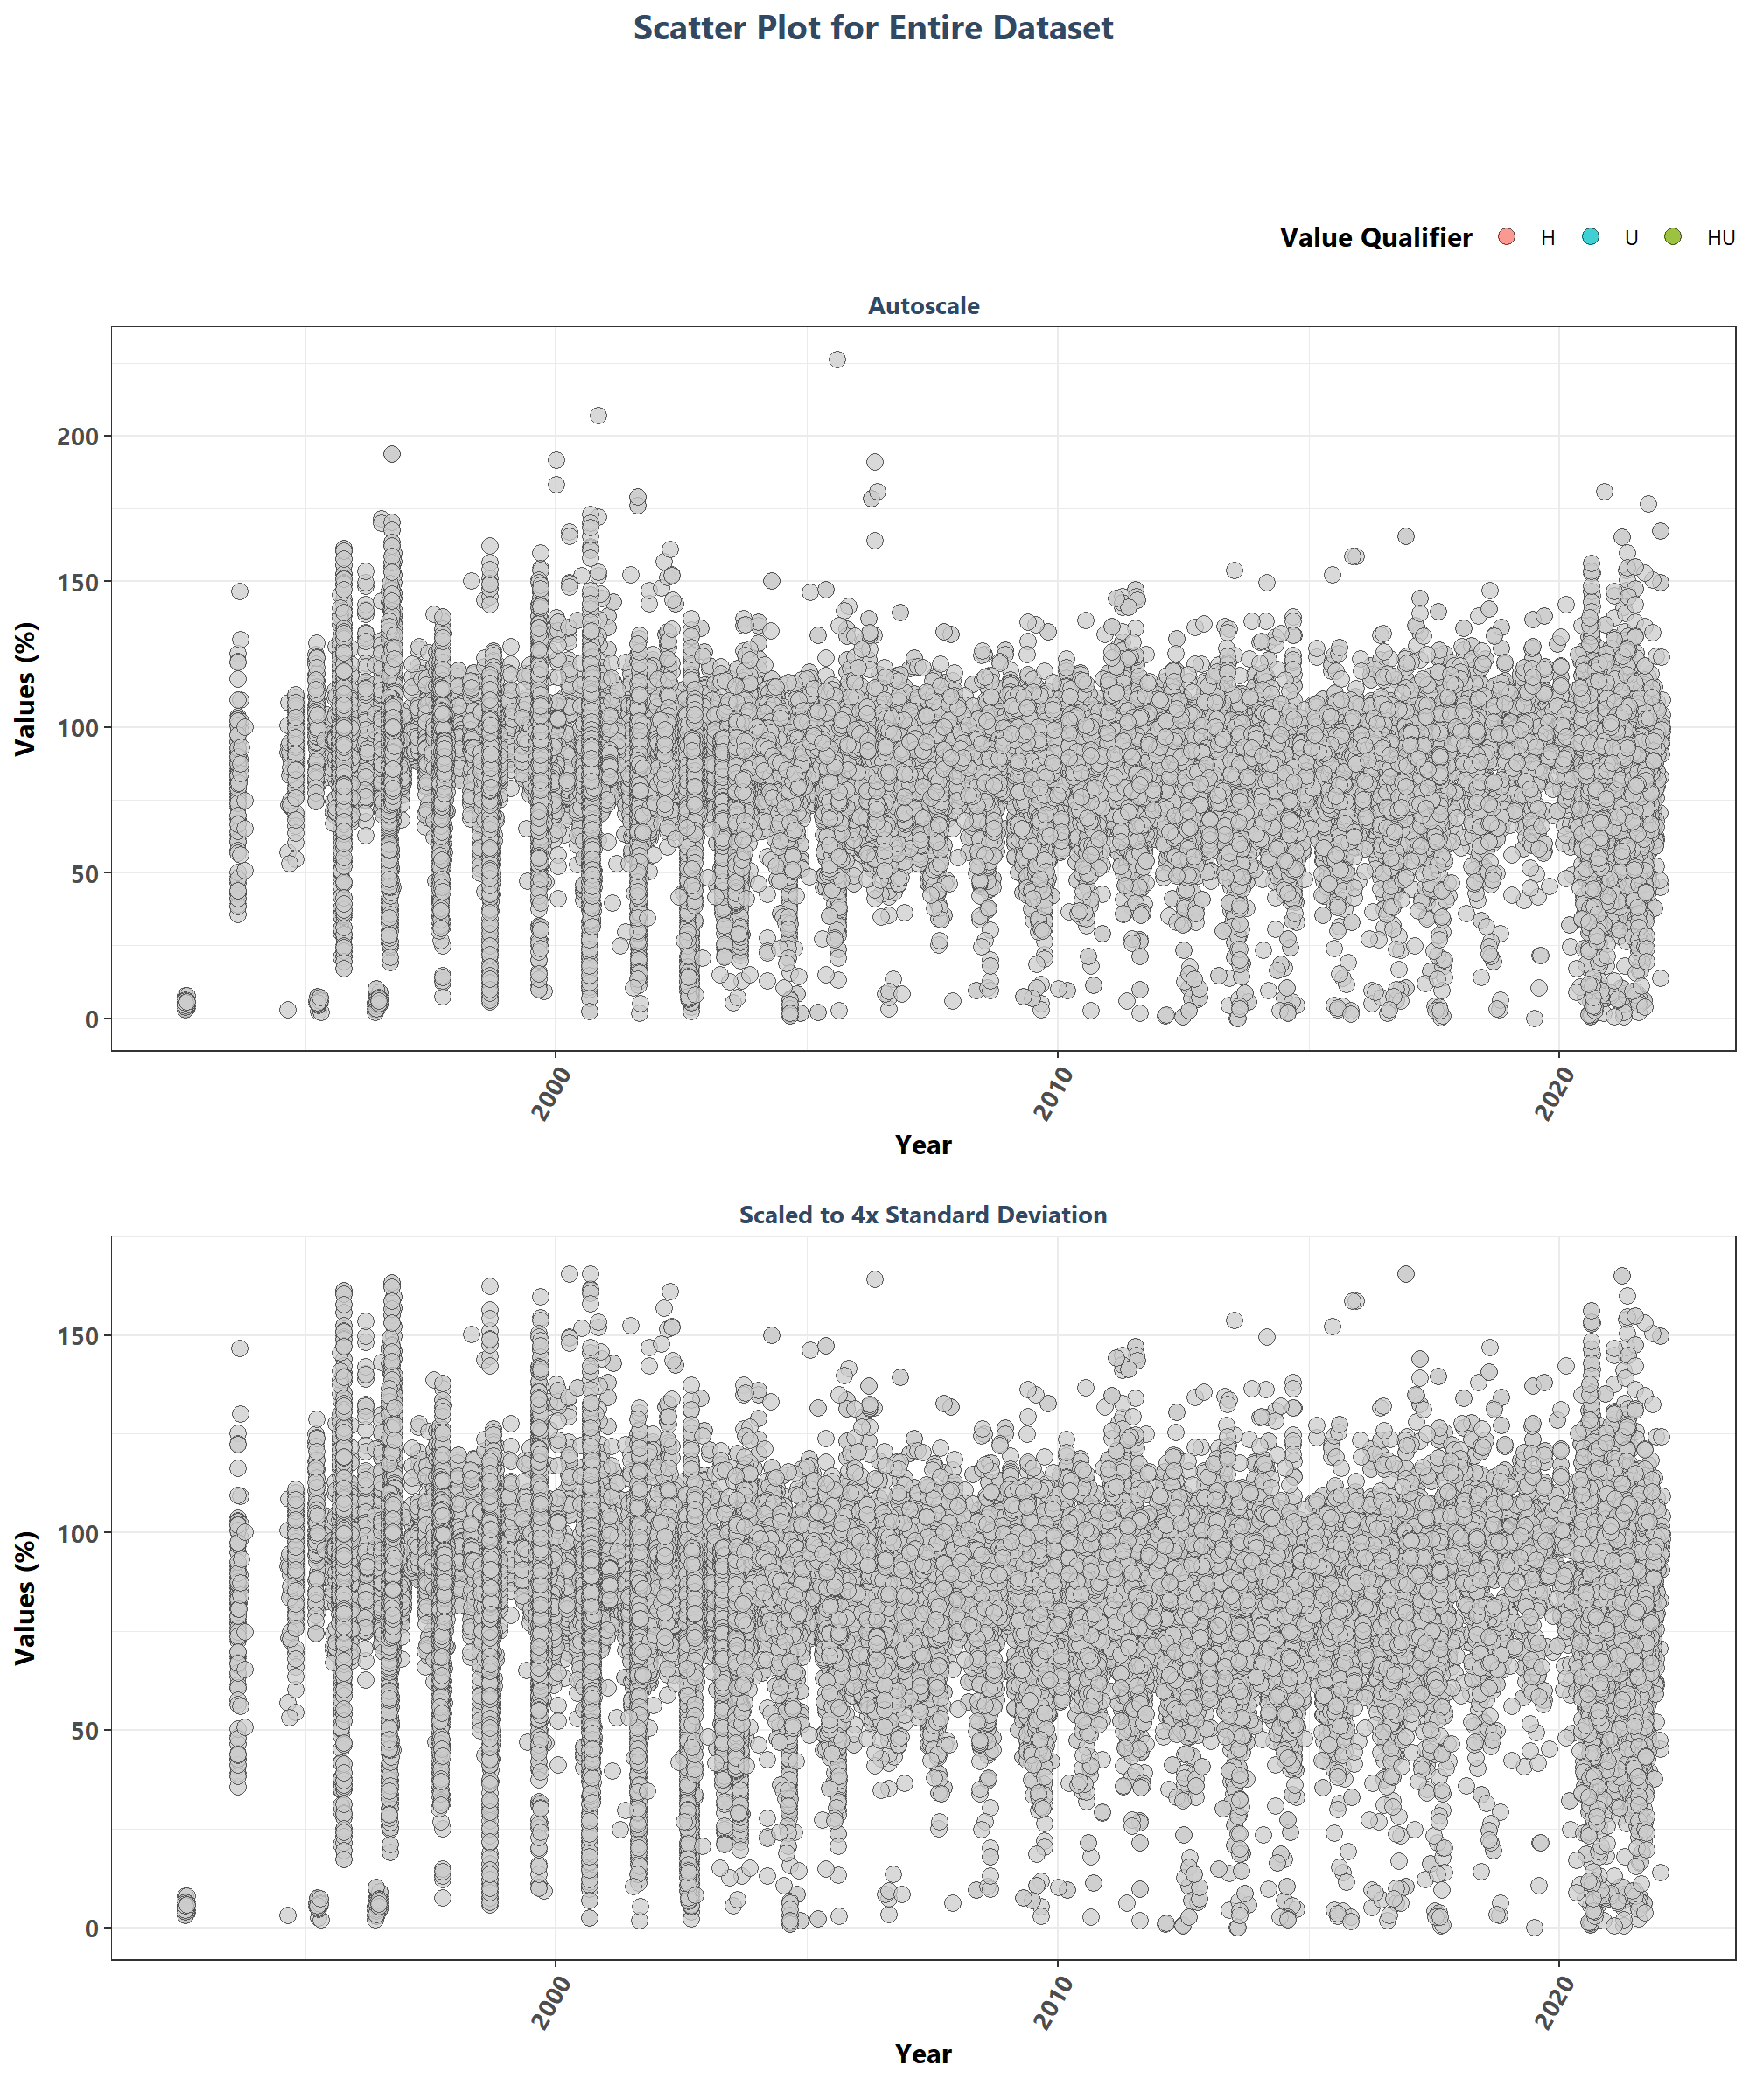 Scatter Plot for Entire Dataset
Value Qualifier H U HU
Autoscale
200
150
100
50
0
Values (%)
2000 2010 2020
Year
Scaled to 4x Standard Deviation
150
100
50
0
Values (%)
2000 2010 2020
Year